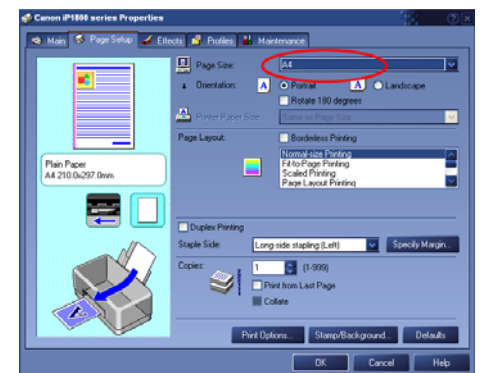 Canon iP1800 series Properties
Main Page Setup Effects Profiles Maintenance
Page Size: A4
Orientation: A Portrait A Landscape
Rotate 180 degrees
Printer Paper Size Same as Page Size
Page Layout: Borderless Printing
Normal-size Printing
Fit-to-Page Printing
Scaled Printing
Page Layout Printing
Plain Paper
A4 210.0x297.0mm
Duplex Printing
Staple Side: Long-side stapling (Left) Specify Margin...
Copies: 1 (1-999)
Print from Last Page
Collate
Print Options... Stamp/Background... Defaults
OK Cancel Help